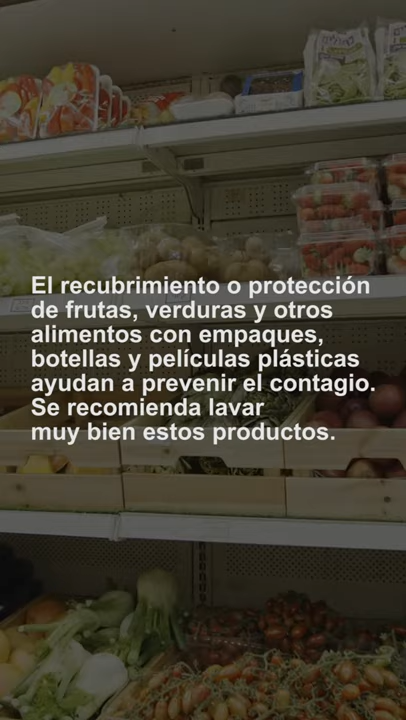 El recubrimiento o protección
de frutas, verduras y otros
alimentos con empaques,
botellas y películas plásticas
ayudan a prevenir el contagio.
Se recomienda lavar
muy bien estos productos.